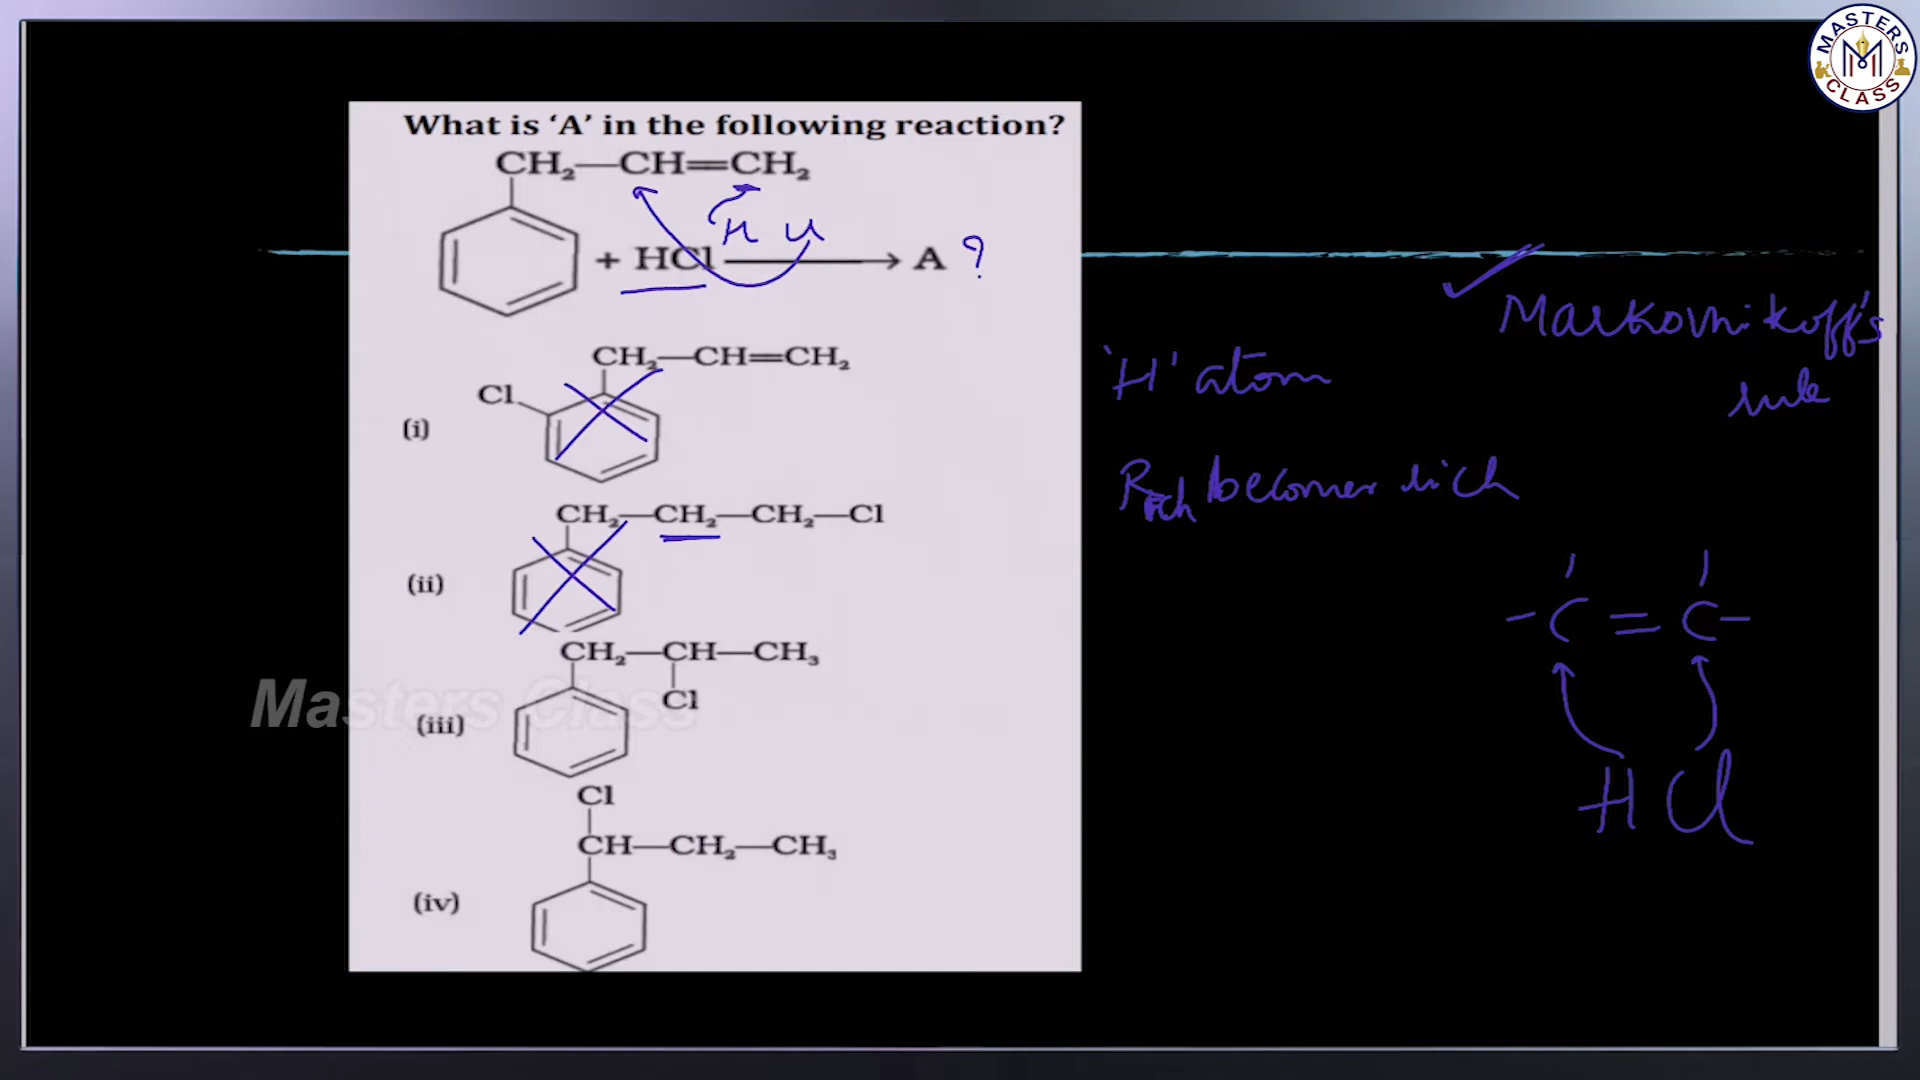 MASTERS CLASS
What is ‘A’ in the following reaction?
CH₂—CH=CH₂
H Cl
+ HCl → A ?
(i)
CH₂—CH=CH₂
Cl
(ii)
CH₂—CH₂—CH₂—Cl
(iii)
CH₂—CH—CH₃
Cl
(iv)
Cl
CH—CH₂—CH₃
Masters Class
Markovnikoff's
rule
'H' atom
Rich becomes rich
- C = C -
H Cl